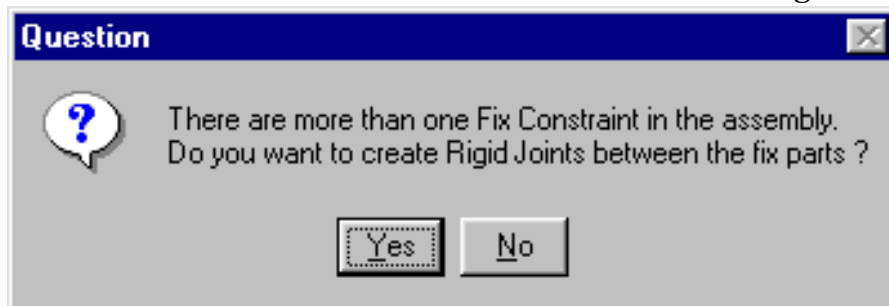 Question
There are more than one Fix Constraint in the assembly.
Do you want to create Rigid Joints between the fix parts ?
Yes No